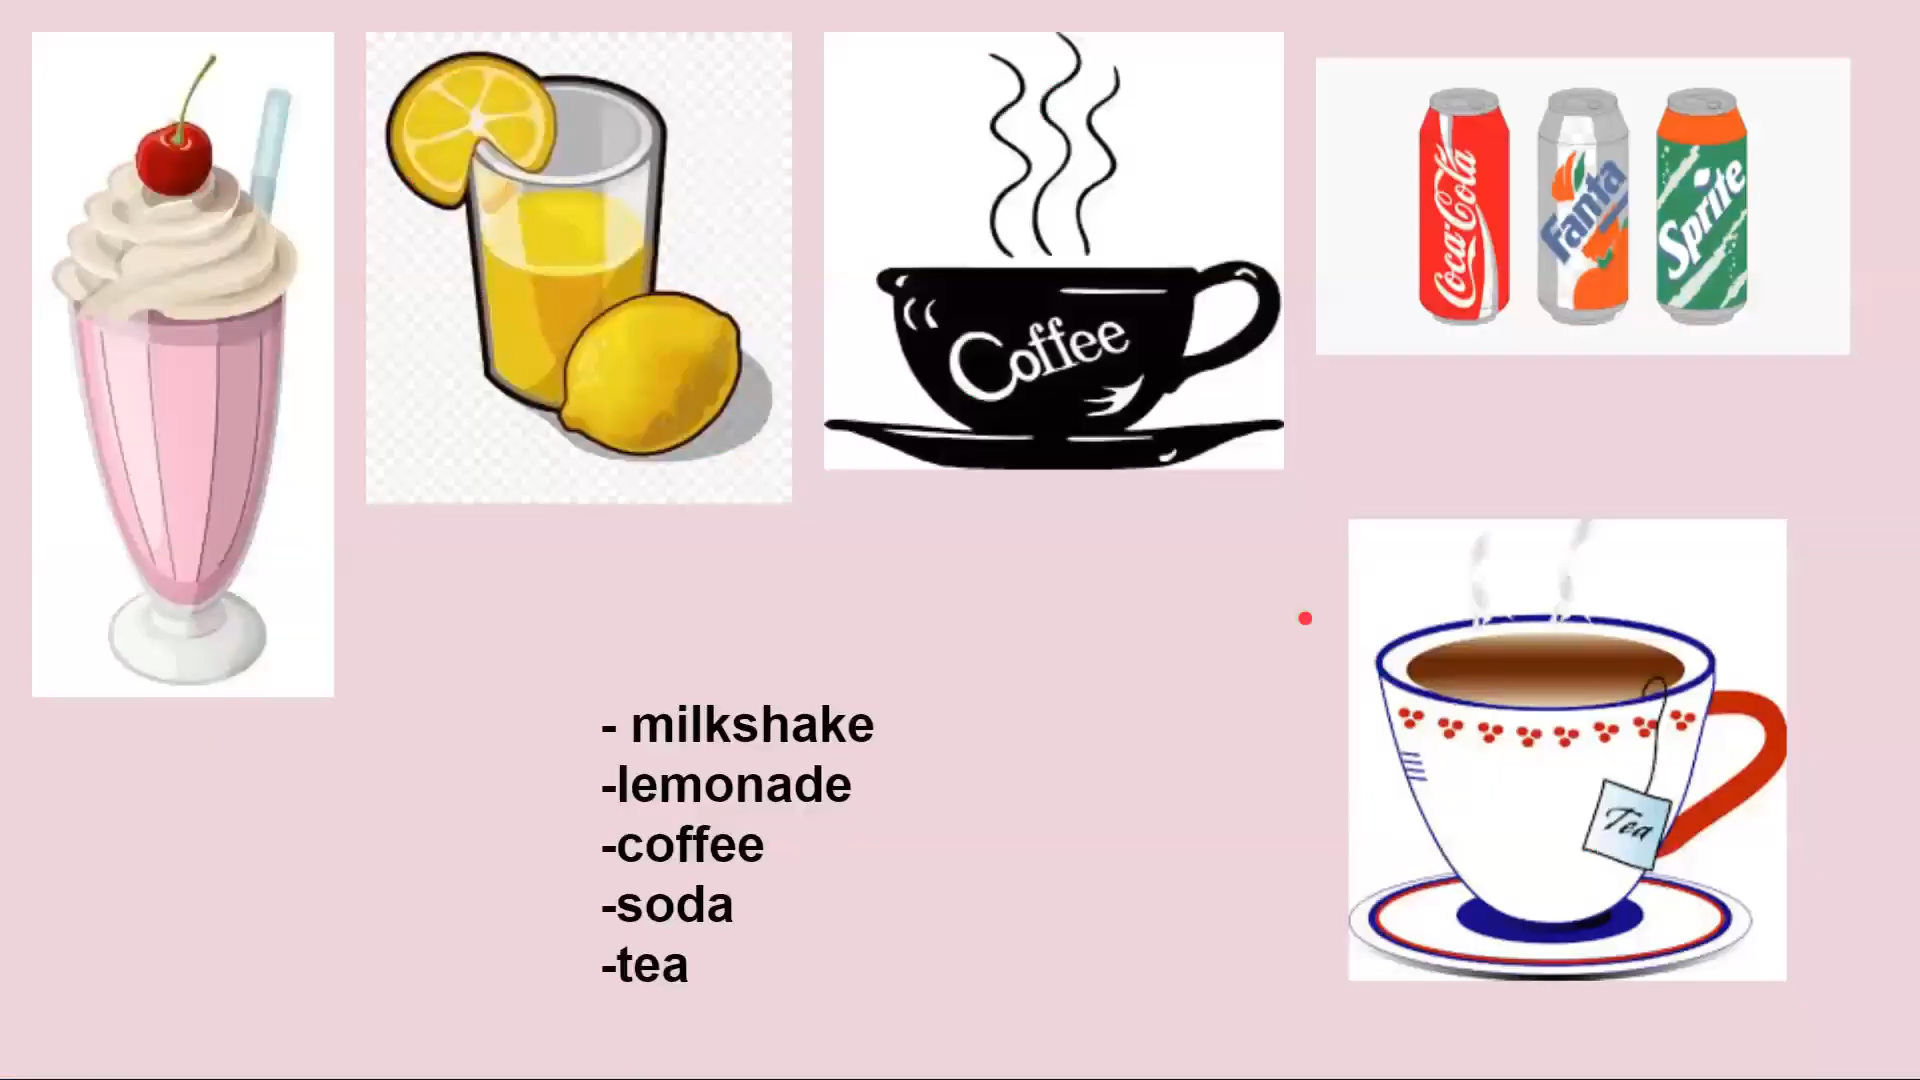 Coffee
Coca-Cola
Fanta
Sprite
Tea
- milkshake
-lemonade
-coffee
-soda
-tea